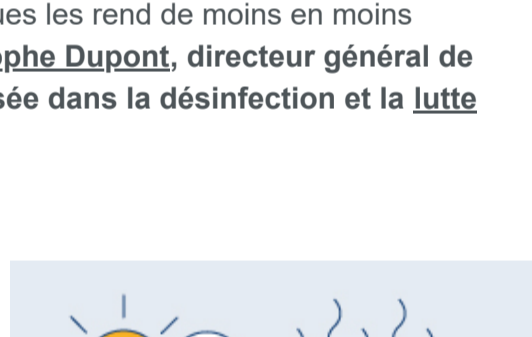 les rend de moins en moins
Dupont, directeur général de
dans la désinfection et la lutte